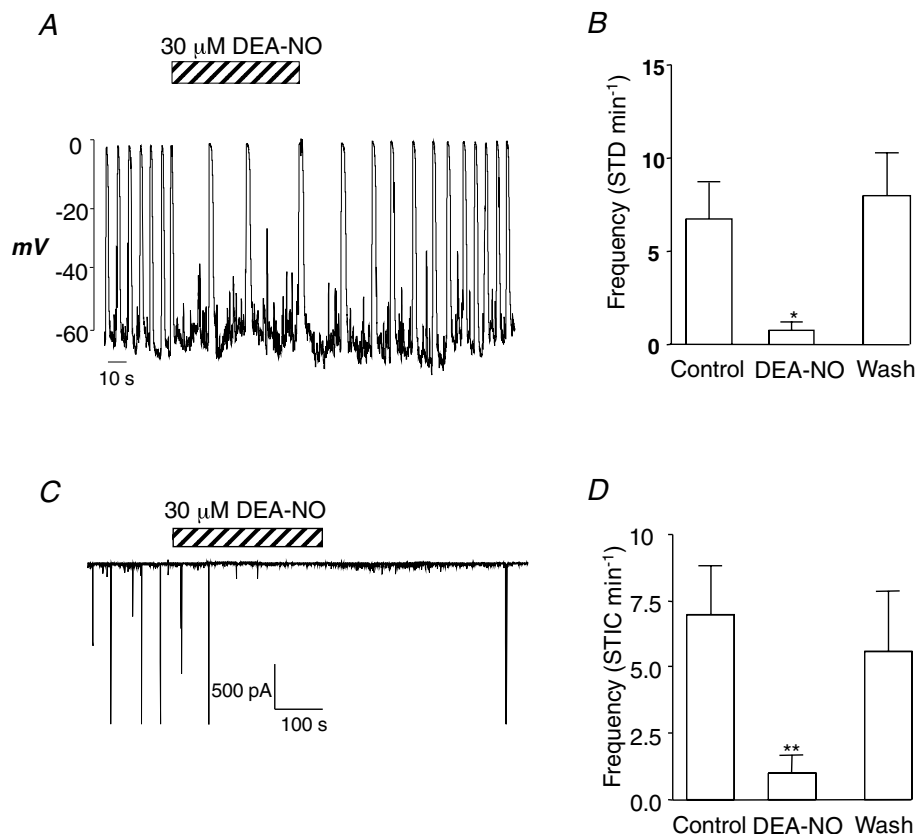 A
30 μM DEA-NO
0
-20
mV
-40
-60
10 s
B
15
10
5
0
Frequency (STD min-1)
*
Control DEA-NO Wash
C
30 μM DEA-NO
500 pA
100 s
D
10
7.5
5.0
2.5
0.0
Frequency (STIC min-1)
**
Control DEA-NO Wash